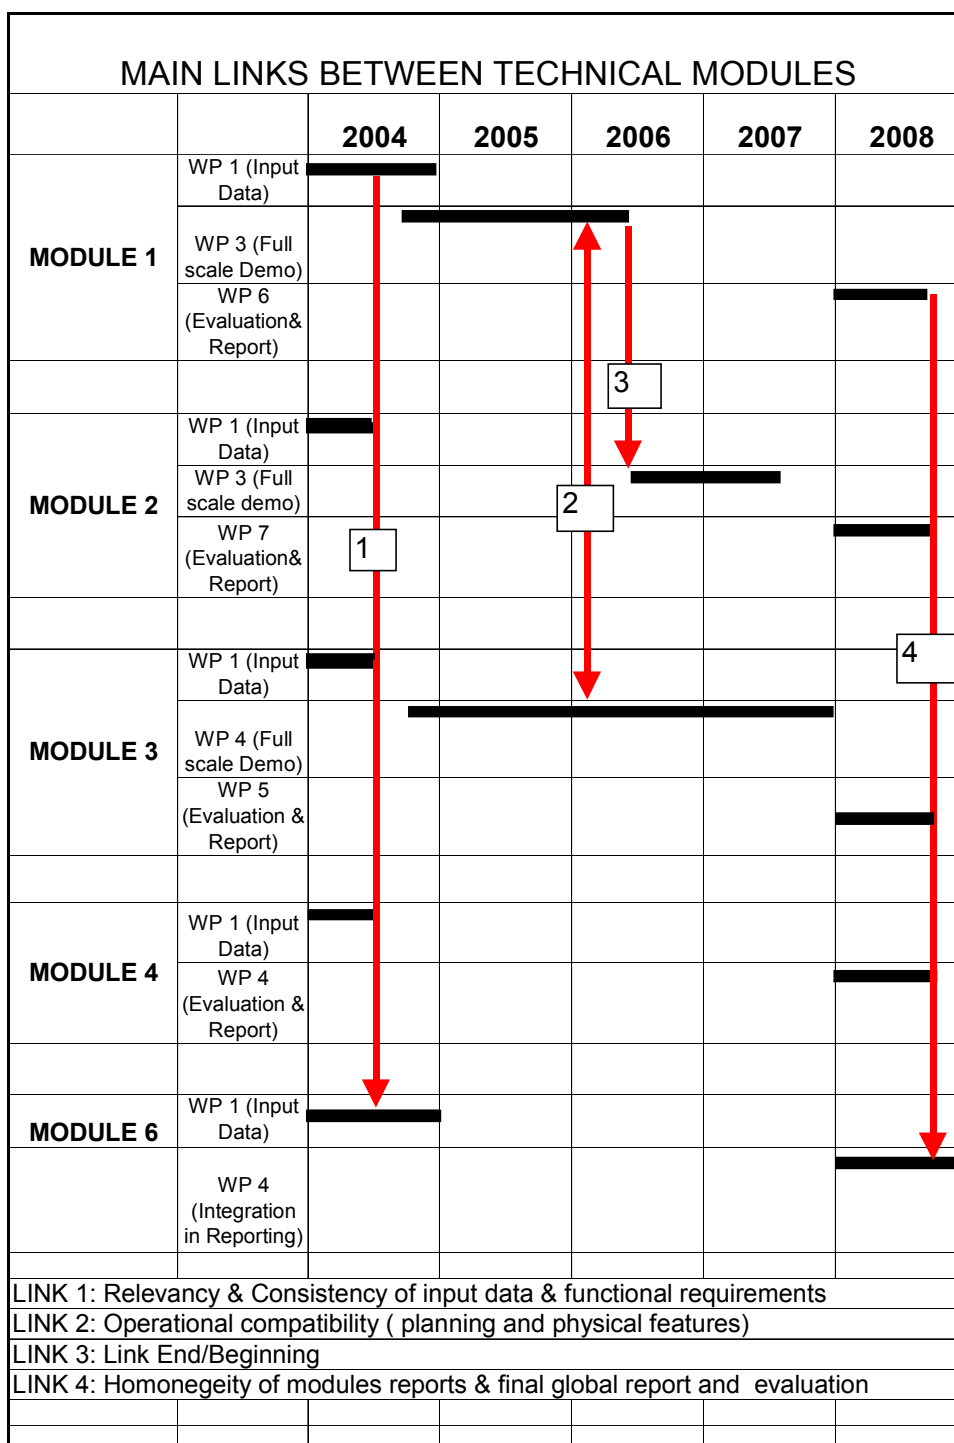 MAIN LINKS BETWEEN TECHNICAL MODULES
2004 2005 2006 2007 2008
MODULE 1
WP 1 (Input
Data)
WP 3 (Full
scale Demo)
WP 6
(Evaluation&
Report)
3
MODULE 2
WP 1 (Input
Data)
WP 3 (Full
scale demo)
2
WP 7
(Evaluation&
Report)
1
4
MODULE 3
WP 1 (Input
Data)
WP 4 (Full
scale Demo)
WP 5
(Evaluation &
Report)
MODULE 4
WP 1 (Input
Data)
WP 4
(Evaluation &
Report)
MODULE 6
WP 1 (Input
Data)
WP 4
(Integration
in Reporting)
LINK 1: Relevancy & Consistency of input data & functional requirements
LINK 2: Operational compatibility ( planning and physical features)
LINK 3: Link End/Beginning
LINK 4: Homonegeity of modules reports & final global report and evaluation